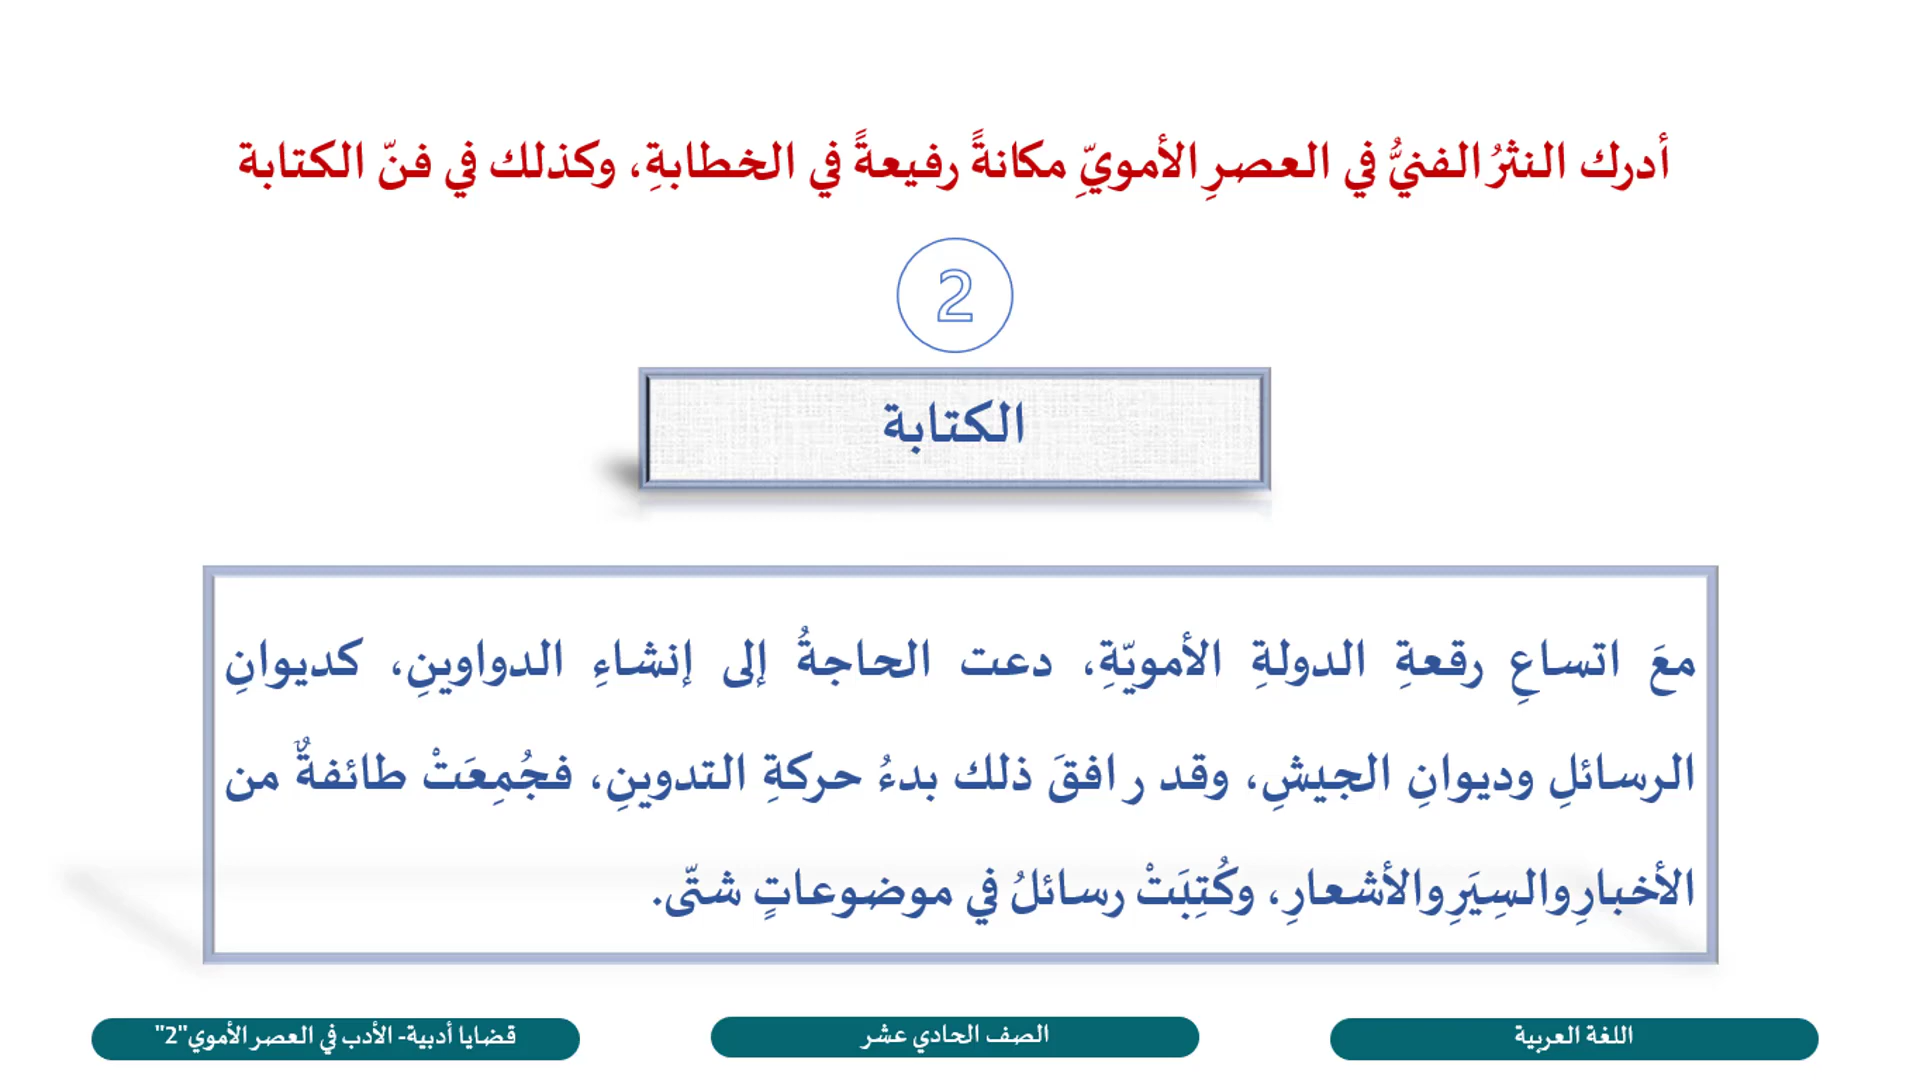 أدرك النثرُ الفنيُّ في العصرِ الأمويِّ مكانةً رفيعةً في الخطابةِ، وكذلك في فنّ الكتابة
2
الكتابة
معَ اتساعِ رقعةِ الدولةِ الأمويّةِ، دعت الحاجةُ إلى إنشاءِ الدواوينِ، كديوانِ
الرسائلِ وديوانِ الجيشِ، وقد رافقَ ذلك بدءُ حركةِ التدوينِ، فجُمِعَتْ طائفةٌ من
الأخبارِ والسِيَرِ والأشعارِ، وكُتِبَتْ رسائلُ في موضوعاتٍ شتّى.
اللغة العربية
الصف الحادي عشر
قضايا أدبية- الأدب في العصر الأموي"2"